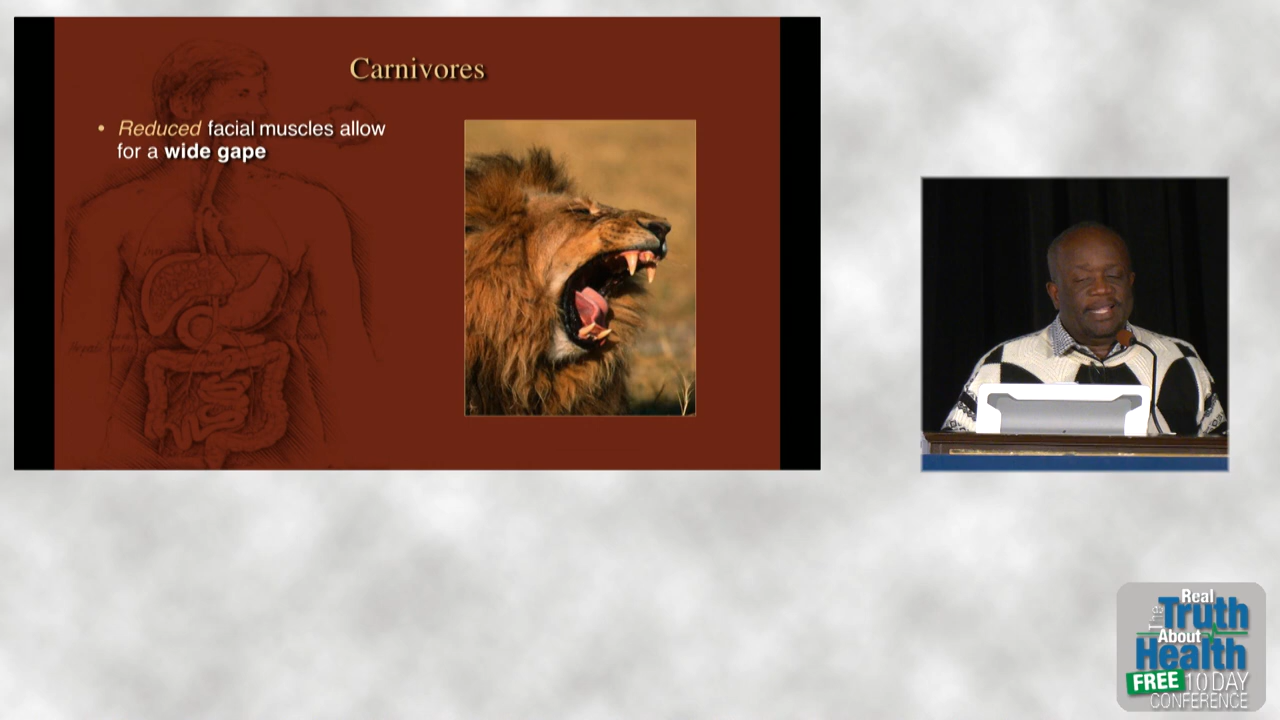 Carnivores
• Reduced facial muscles allow
for a wide gape
The
Real
Truth
About
Health
FREE 10 DAY
CONFERENCE